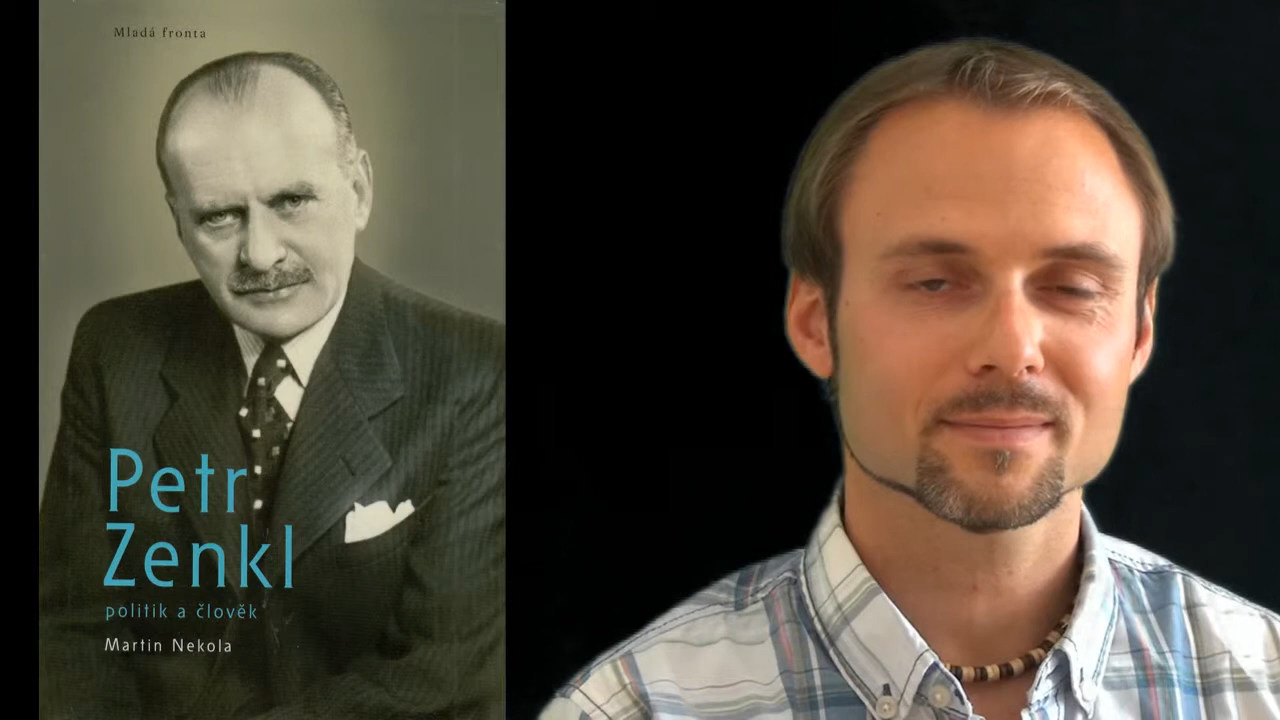 Mladá fronta
Petr
Zenkl
politik a člověk
Martin Nekola